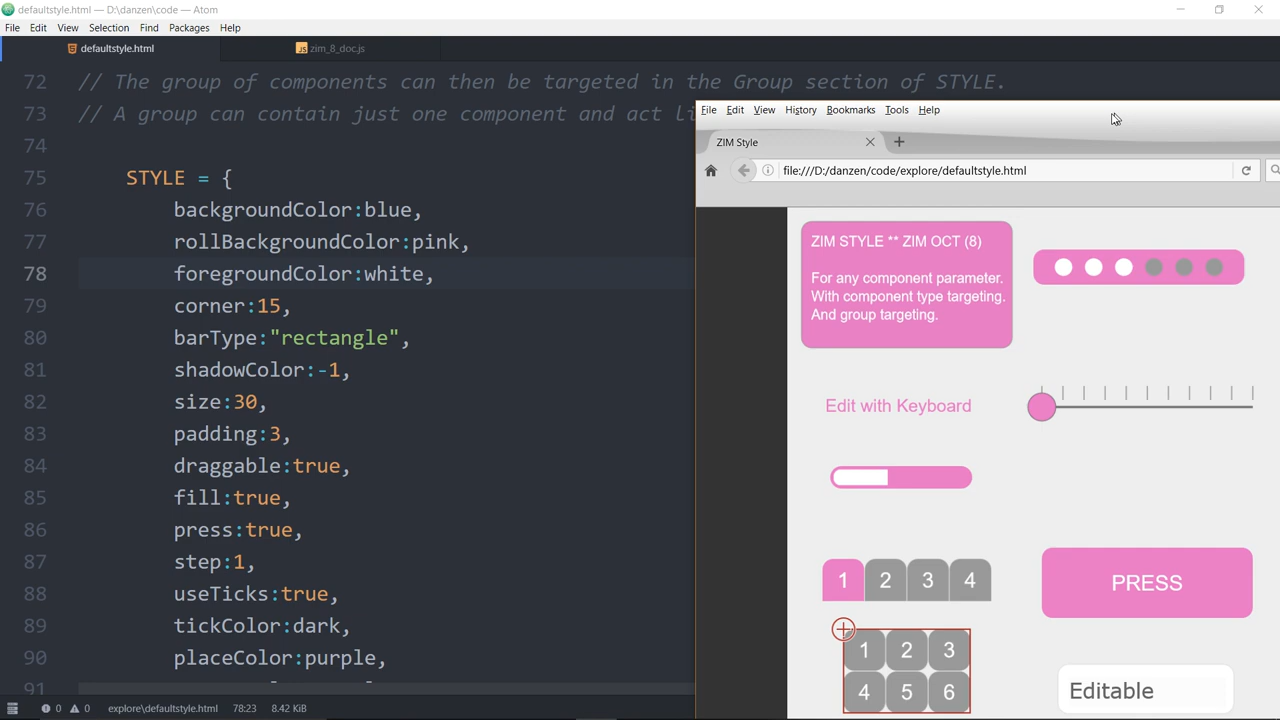 defaultstyle.html — D:\danzen\code — Atom
File Edit View Selection Find Packages Help
defaultstyle.html
JS zim_8_doc.js
72 // The group of components can then be targeted in the Group section of STYLE.
73 // A group can contain just one component and act
74
75 STYLE = {
76 backgroundColor:blue,
77 rollBackgroundColor:pink,
78 foregroundColor:white,
79 corner:15,
80 barType:"rectangle",
81 shadowColor:-1,
82 size:30,
83 padding:3,
84 draggable:true,
85 fill:true,
86 press:true,
87 step:1,
88 useTicks:true,
89 tickColor:dark,
90 placeColor:purple,
91
0 0 explore\defaultstyle.html 78:23 8.42 KiB
File Edit View History Bookmarks Tools Help
ZIM Style
file:///D:/danzen/code/explore/defaultstyle.html
ZIM STYLE ** ZIM OCT (8)
For any component parameter.
With component type targeting.
And group targeting.
Edit with Keyboard
1 2 3 4
PRESS
1 2 3
4 5 6
Editable